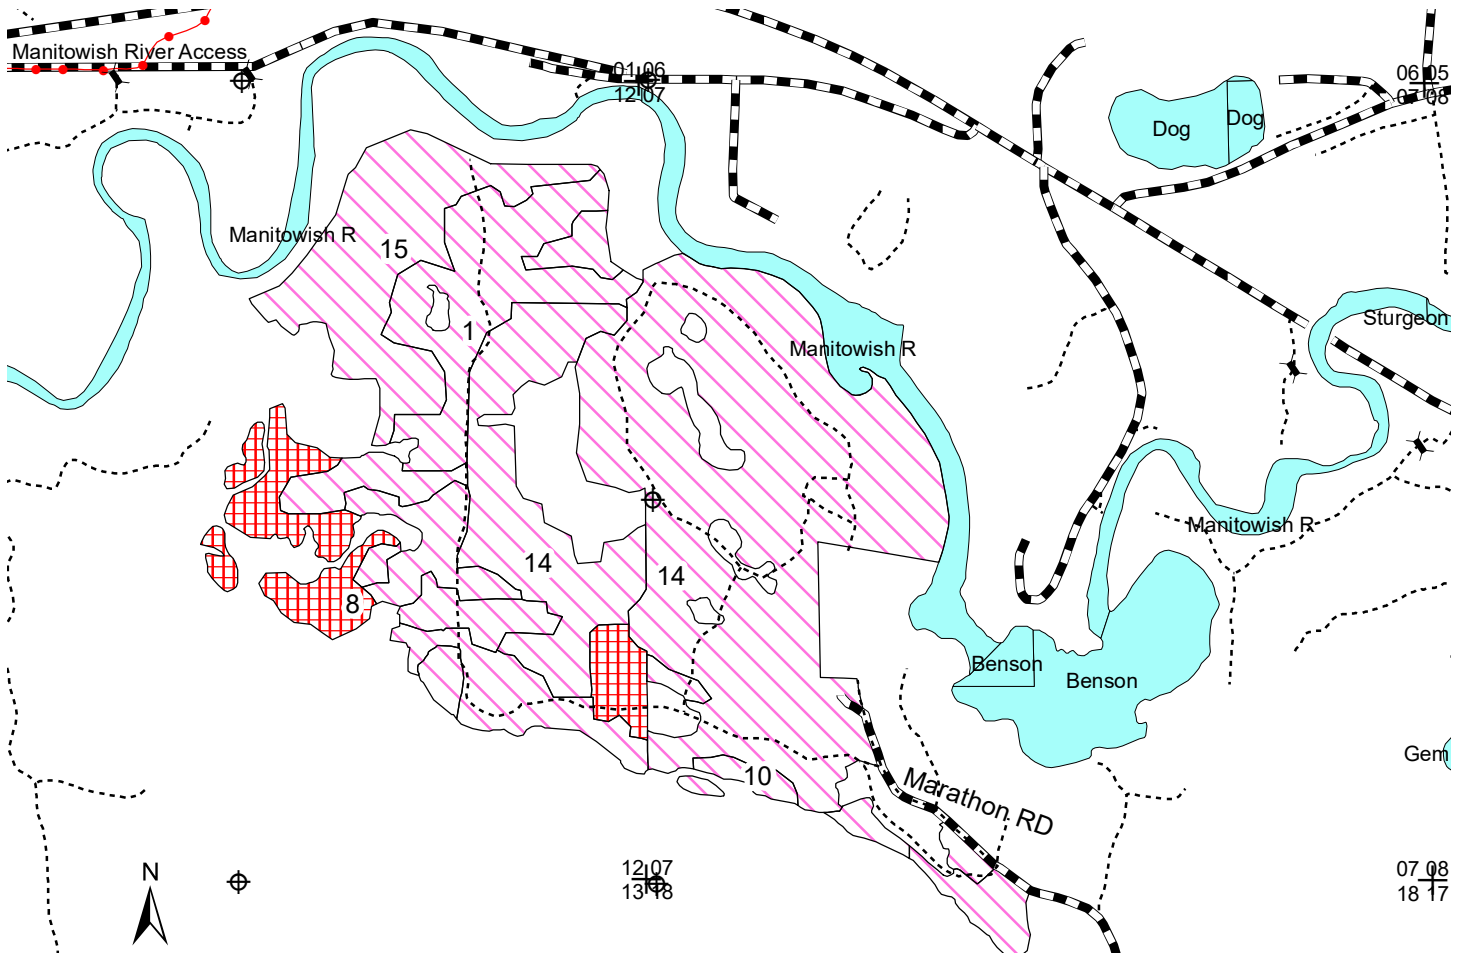 Manitowish River Access
01 06
12 07
06 05
07 08
Dog
Dog
Manitowish R
15
1
Sturgeon
Manitowish R
Manitowish R
14
14
8
Benson
Benson
Gem
10
Marathon RD
N
12 07
13 18
07 08
18 17